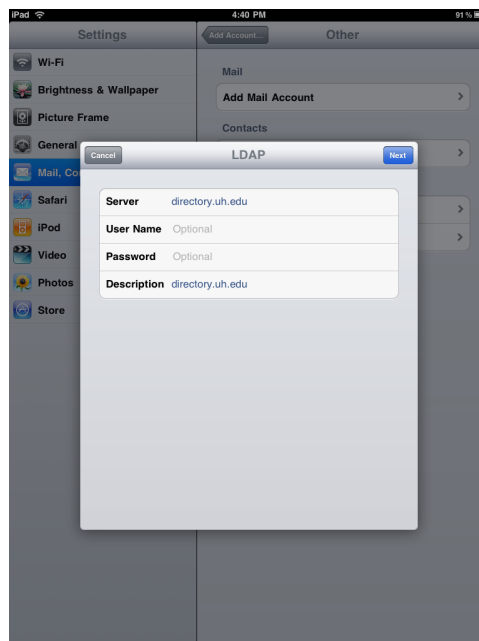 iPad 4:40 PM 91 %
Settings
Add Account... Other
Wi-Fi
Brightness & Wallpaper
Picture Frame
General
Mail, Co
Safari
iPod
Video
Photos
Store
Mail
Add Mail Account
Contacts
Cancel LDAP Next
Server directory.uh.edu
User Name Optional
Password Optional
Description directory.uh.edu